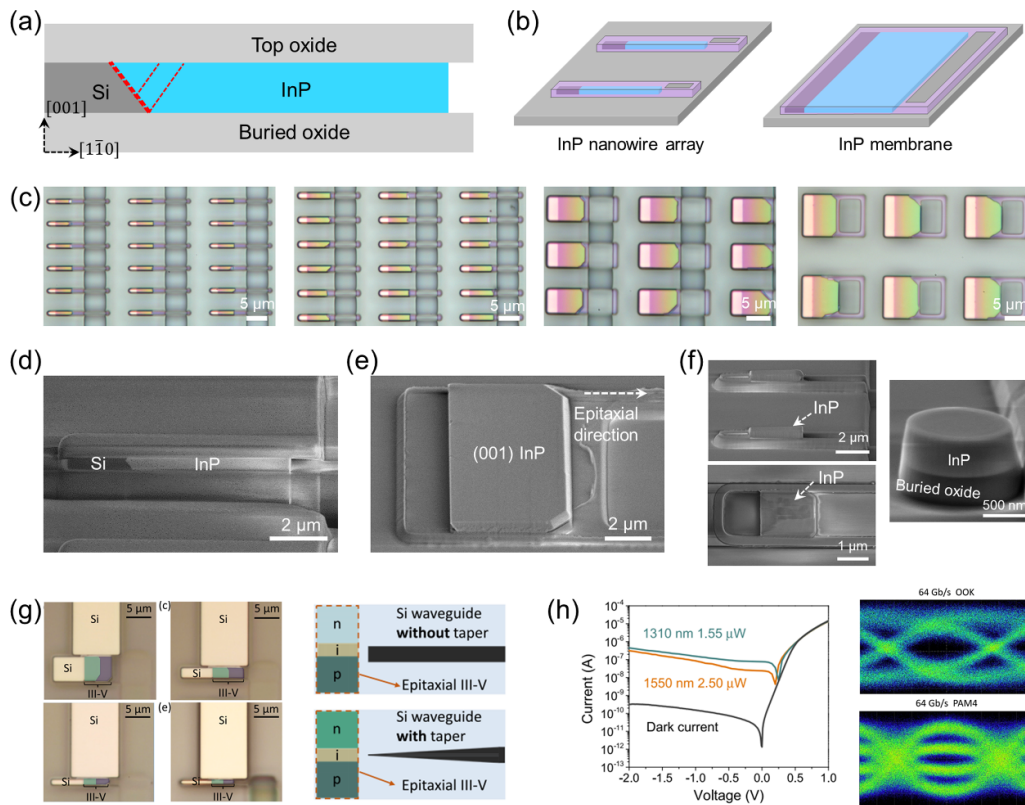 (a)
Top oxide
Si
InP
[001]
[11̅0]
Buried oxide
(b)
InP nanowire array
InP membrane
(c)
5 µm
5 µm
5 µm
5 µm
(d)
Si
InP
2 µm
(e)
Epitaxial
direction
(001) InP
2 µm
(f)
InP
2 µm
InP
1 µm
InP
Buried oxide
500 nm
(g)
5 µm
Si
Si
III-V
(c)
5 µm
Si
Si
III-V
5 µm
Si
Si
III-V
(e)
5 µm
Si
Si
III-V
n
i
p
Si waveguide
without taper
Epitaxial III-V
n
i
p
Si waveguide
with taper
Epitaxial III-V
(h)
Current (A)
10⁻⁴
10⁻⁵
10⁻⁶
10⁻⁷
10⁻⁸
10⁻⁹
10⁻¹⁰
10⁻¹¹
10⁻¹²
10⁻¹³
1310 nm 1.55 µW
1550 nm 2.50 µW
Dark current
-2.0
-1.5
-1.0
-0.5
0.0
0.5
1.0
Voltage (V)
64 Gb/s OOK
64 Gb/s PAM4